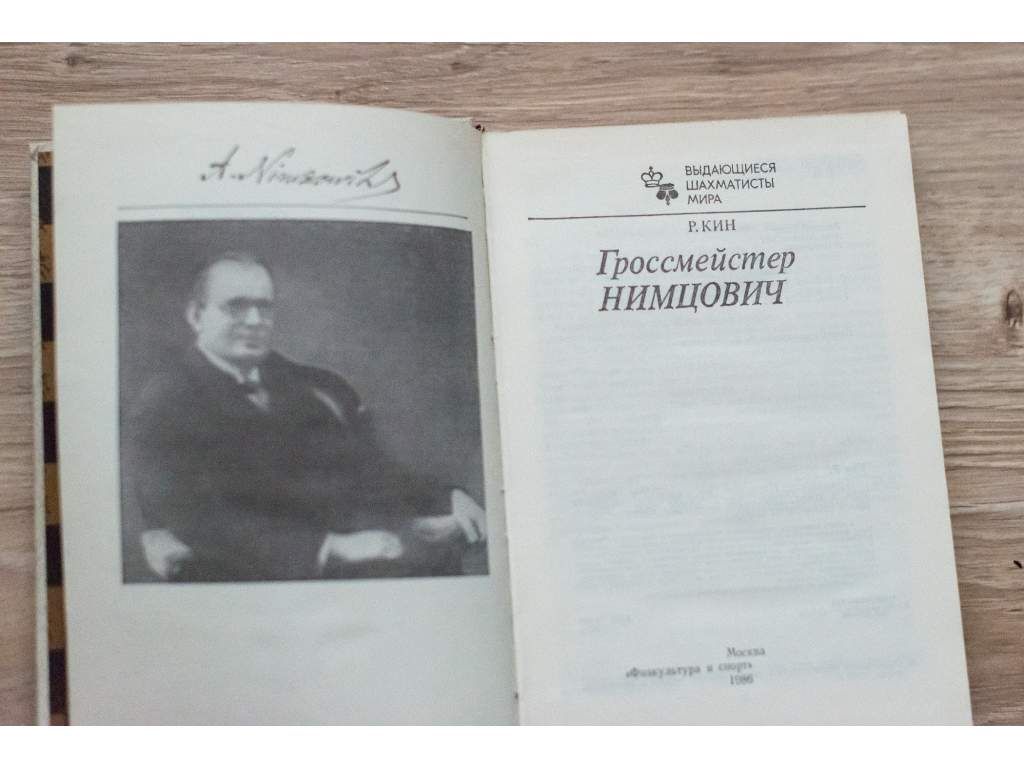 A. Nimzowitsch
ВЫДАЮЩИЕСЯ
ШАХМАТИСТЫ
МИРА
Р. КИН
Гроссмейстер
НИМЦОВИЧ
Москва
«Физкультура и спорт»
1986